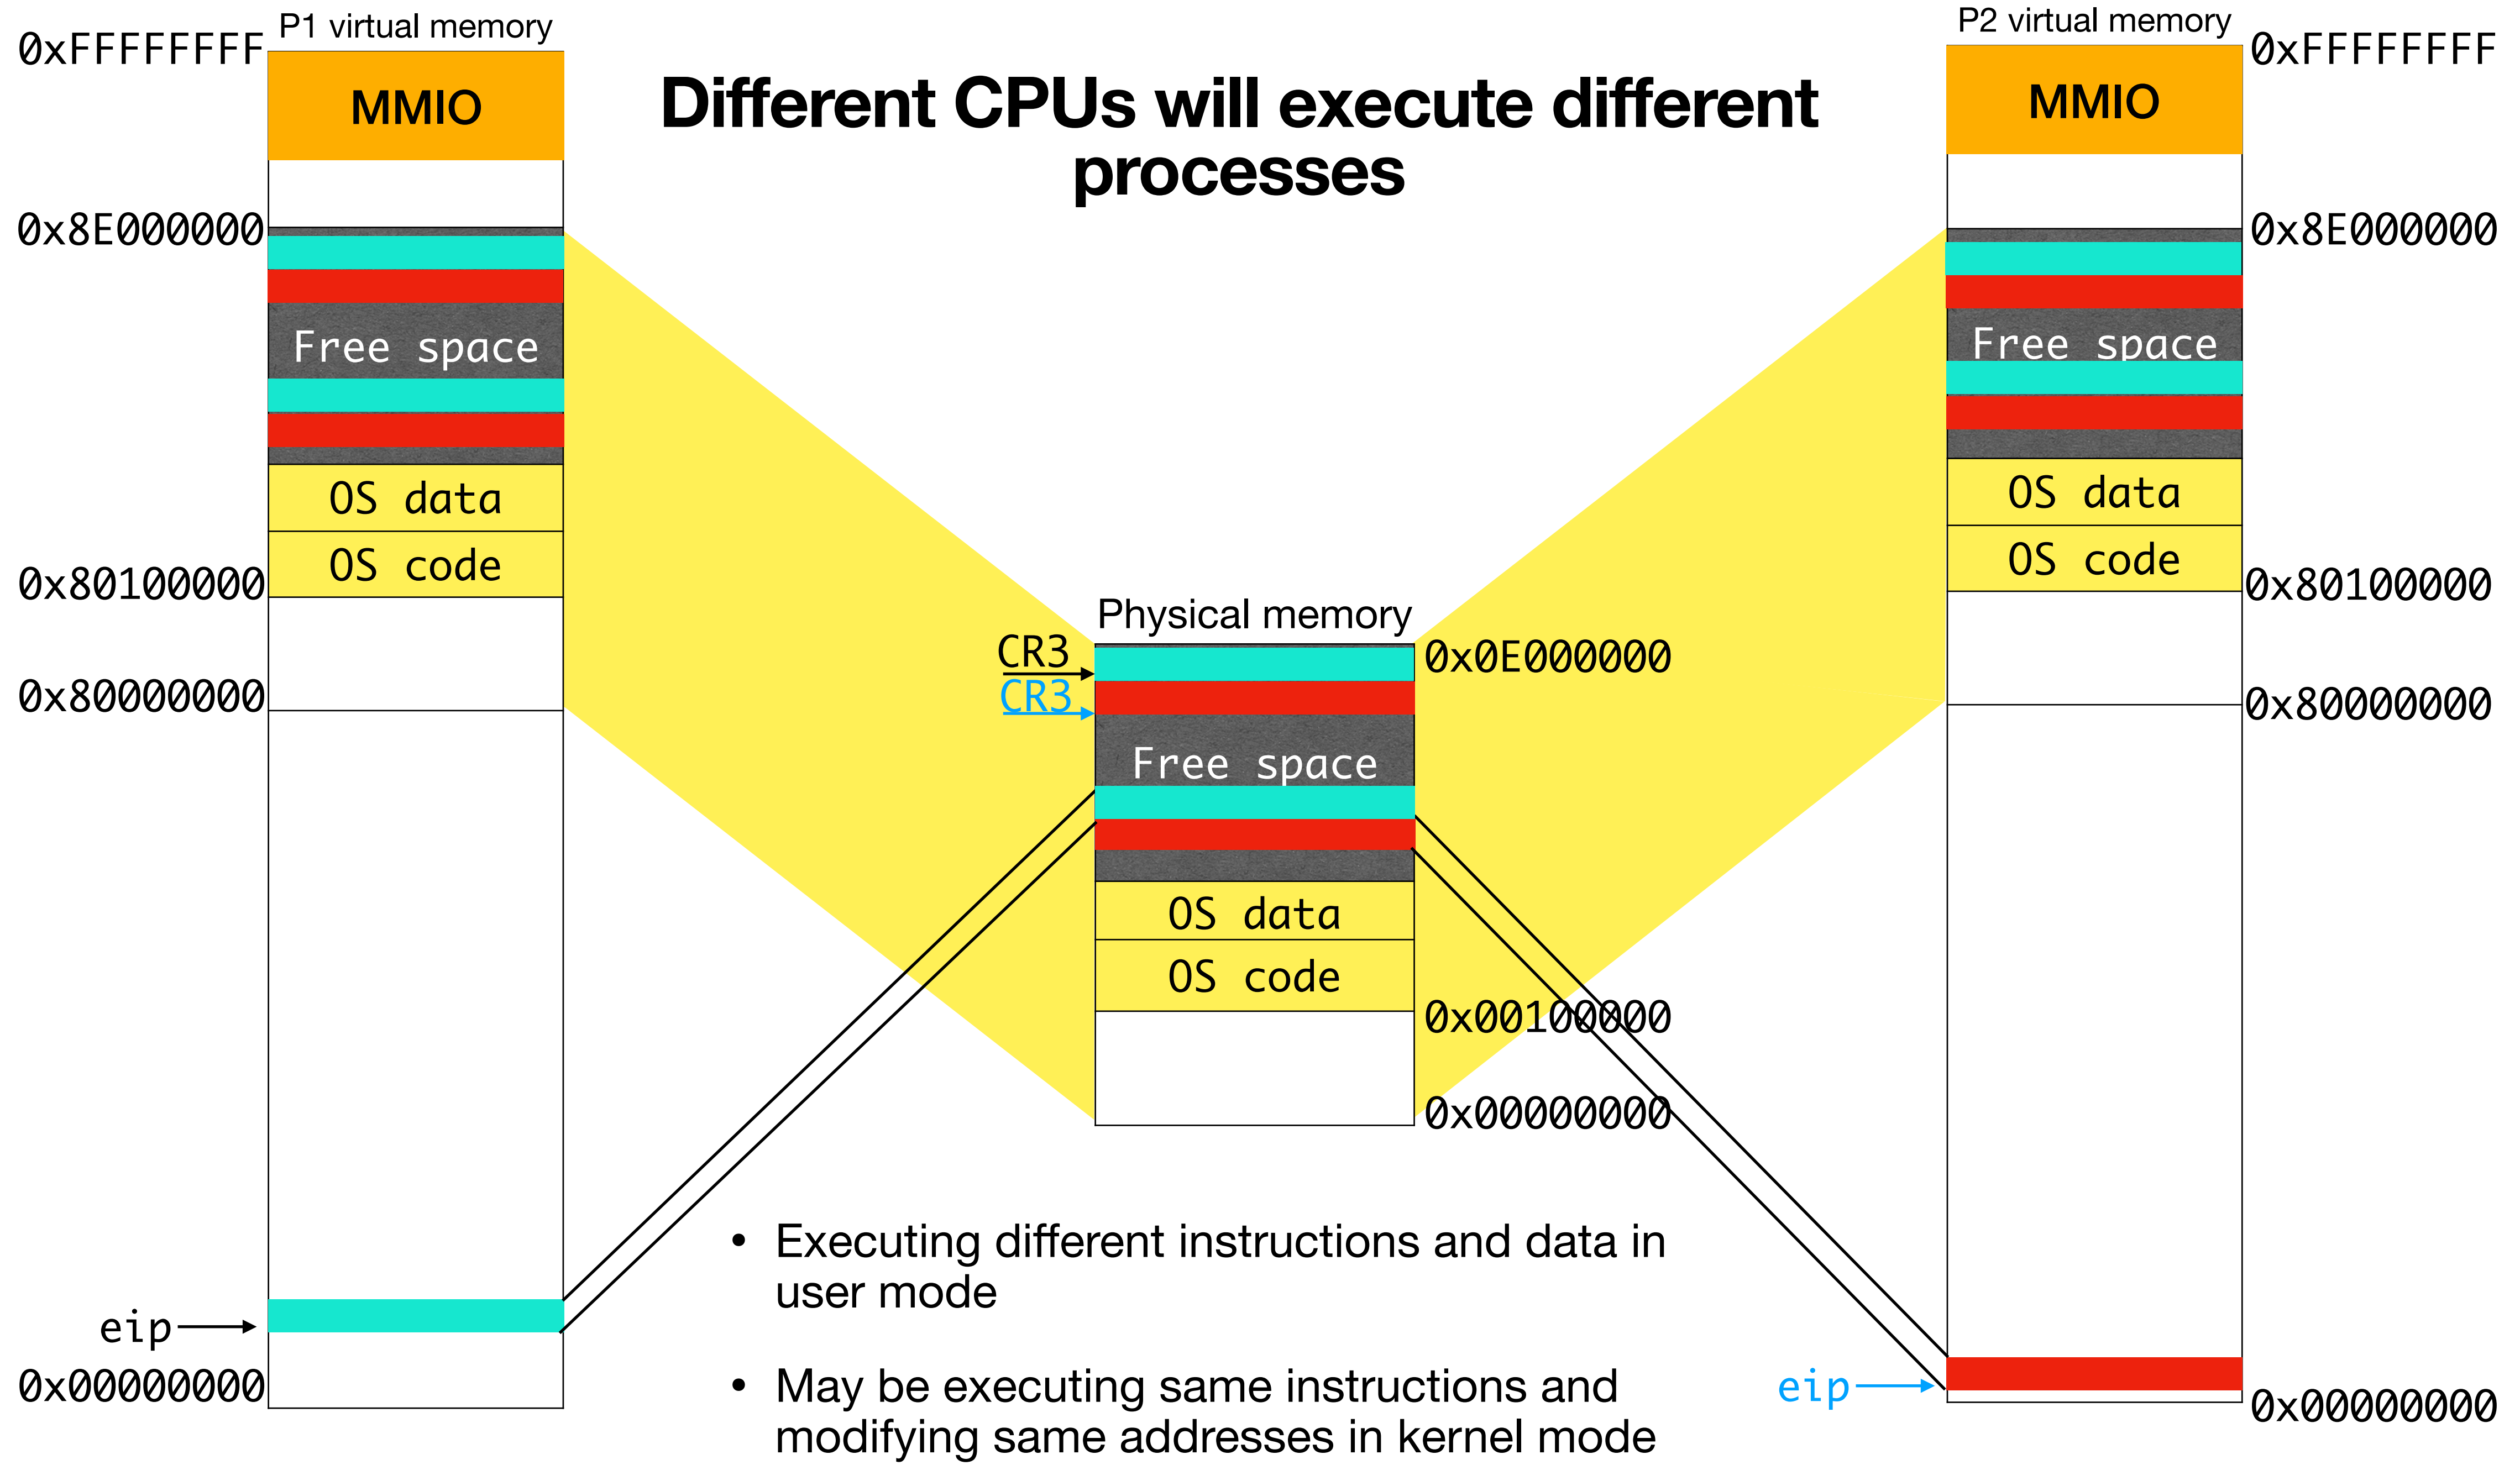 P1 virtual memory
P2 virtual memory
0xFFFFFFFF
MMIO
Different CPUs will execute different
processes
MMIO
0xFFFFFFFF
0x8E000000
0x8E000000
Free space
Free space
OS data
OS data
OS code
OS code
0x80100000
0x80100000
Physical memory
CR3
0x0E000000
0x80000000
CR3
0x80000000
Free space
OS data
OS code
0x00100000
0x00000000
• Executing different instructions and data in
user mode
eip
0x00000000
• May be executing same instructions and
modifying same addresses in kernel mode
eip
0x00000000